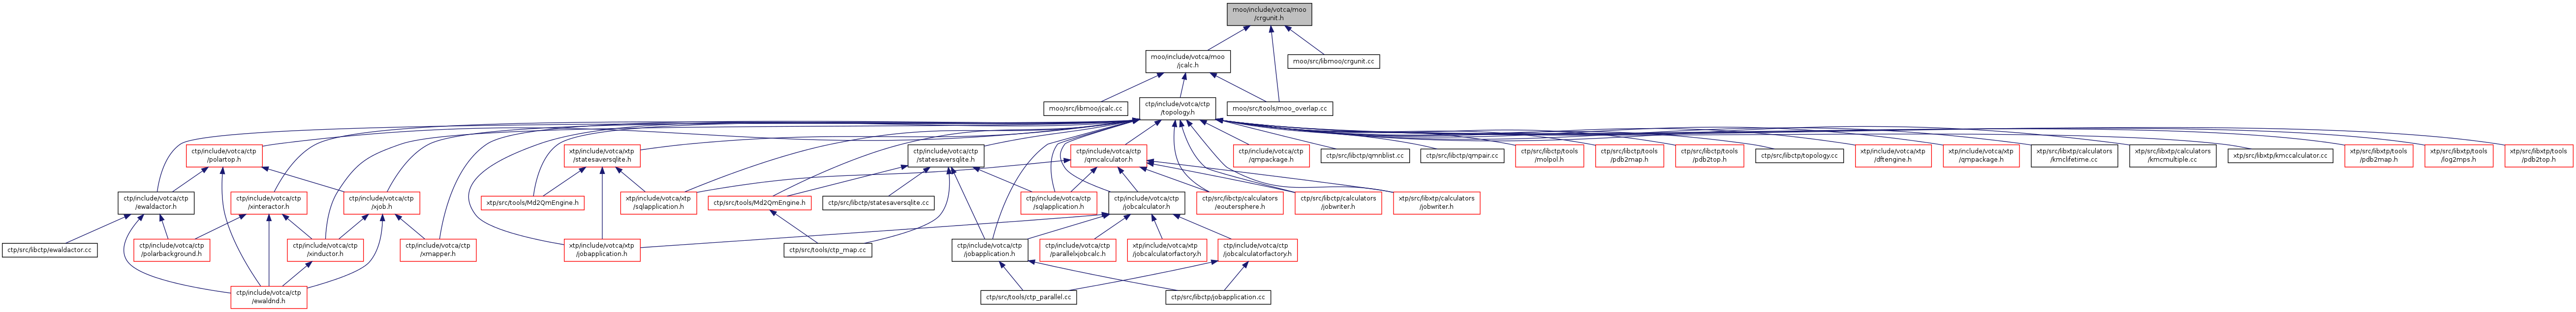 moo/include/votca/moo
/crgunit.h
moo/include/votca/moo
/jcalc.h
moo/src/libmoo/crgunit.cc
moo/src/libmoo/jcalc.cc
ctp/include/votca/ctp
/topology.h
moo/src/tools/moo_overlap.cc
ctp/include/votca/ctp
/polartop.h
xtp/include/votca/xtp
/statesaversqlite.h
ctp/include/votca/ctp
/statesaversqlite.h
ctp/include/votca/ctp
/qmcalculator.h
ctp/include/votca/ctp
/qmpackage.h
ctp/src/libctp/qmnblist.cc
ctp/src/libctp/qmpair.cc
ctp/src/libctp/tools
/molpol.h
ctp/src/libctp/tools
/pdb2map.h
ctp/src/libctp/tools
/pdb2top.h
ctp/src/libctp/topology.cc
xtp/include/votca/xtp
/dftengine.h
xtp/include/votca/xtp
/qmpackage.h
xtp/src/libxtp/calculators
/kmclifetime.cc
xtp/src/libxtp/calculators
/kmcmultiple.cc
xtp/src/libxtp/kmccalculator.cc
xtp/src/libxtp/tools
/pdb2map.h
xtp/src/libxtp/tools
/log2mps.h
xtp/src/libxtp/tools
/pdb2top.h
ctp/include/votca/ctp
/ewaldactor.h
ctp/include/votca/ctp
/xinteractor.h
ctp/include/votca/ctp
/xjob.h
xtp/src/tools/Md2QmEngine.h
xtp/include/votca/xtp
/sqlapplication.h
ctp/src/tools/Md2QmEngine.h
ctp/src/libctp/statesaversqlite.cc
ctp/include/votca/ctp
/sqlapplication.h
ctp/include/votca/ctp
/jobcalculator.h
ctp/src/libctp/calculators
/eoutersphere.h
ctp/src/libctp/calculators
/jobwriter.h
xtp/src/libxtp/calculators
/jobwriter.h
ctp/src/libctp/ewaldactor.cc
ctp/include/votca/ctp
/polarbackground.h
ctp/include/votca/ctp
/xinductor.h
ctp/include/votca/ctp
/xmapper.h
xtp/include/votca/xtp
/jobapplication.h
ctp/src/tools/ctp_map.cc
ctp/include/votca/ctp
/jobapplication.h
ctp/include/votca/ctp
/parallelxjobcalc.h
xtp/include/votca/xtp
/jobcalculatorfactory.h
ctp/include/votca/ctp
/jobcalculatorfactory.h
ctp/include/votca/ctp
/ewaldnd.h
ctp/src/tools/ctp_parallel.cc
ctp/src/libctp/jobapplication.cc